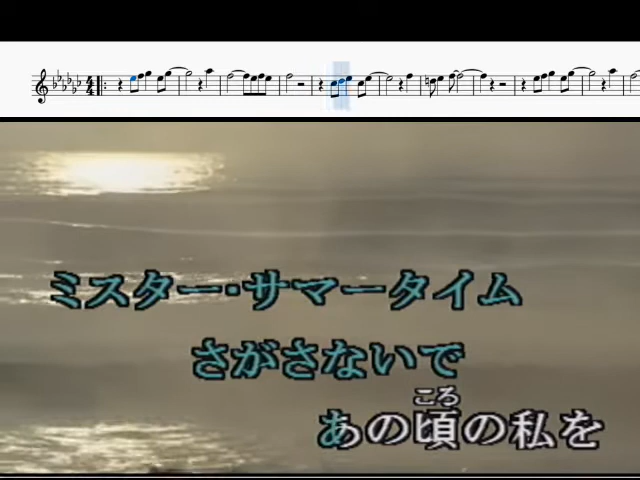 ミスター・サマータイム
さがさないで
ころ
あの頃の私を